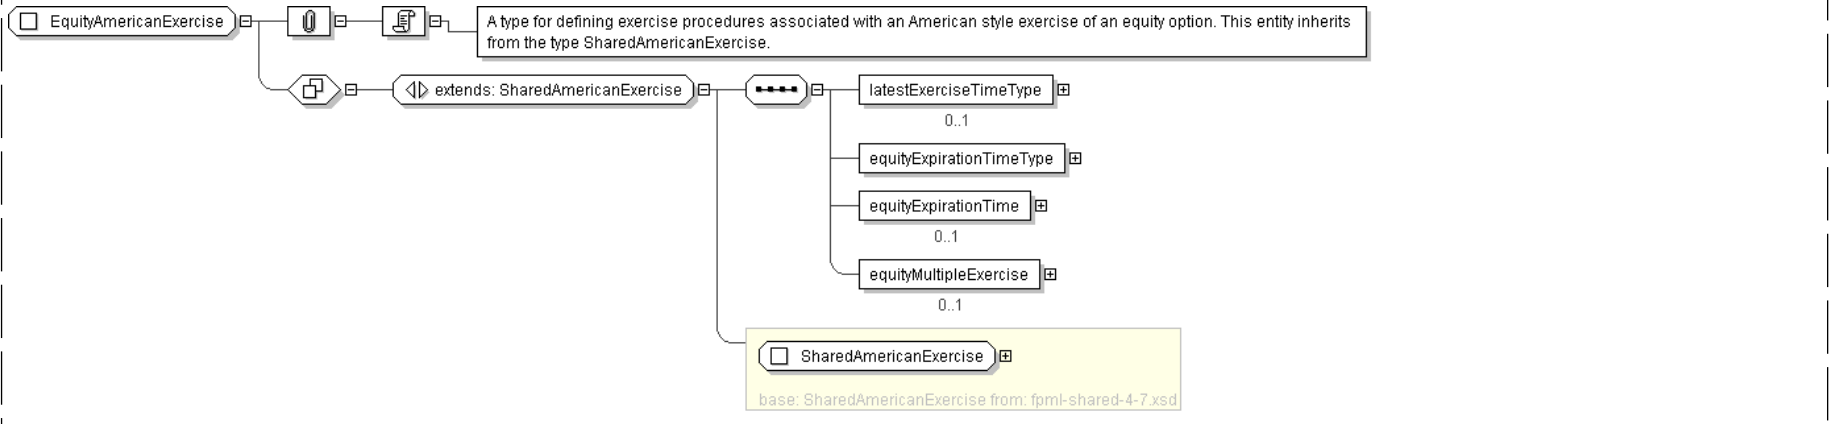 EquityAmericanExercise
A type for defining exercise procedures associated with an American style exercise of an equity option. This entity inherits
from the type SharedAmericanExercise.
extends: SharedAmericanExercise
latestExerciseTimeType
0..1
equityExpirationTimeType
equityExpirationTime
0..1
equityMultipleExercise
0..1
SharedAmericanExercise
base: SharedAmericanExercise from: fpml-shared-4-7.xsd